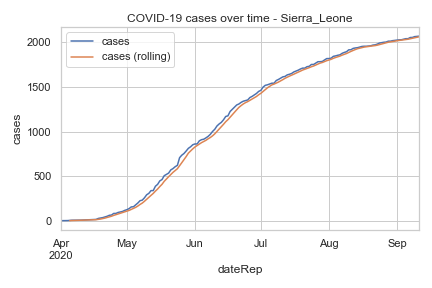 COVID-19 cases over time - Sierra_Leone
cases
cases (rolling)
2000
1500
1000
500
0
cases
Apr May Jun Jul Aug Sep
2020
dateRep